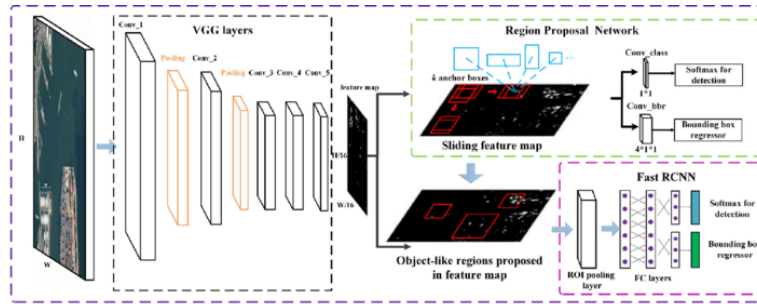 VGG layers
Conv_1
Pooling
Conv_2
Pooling
Conv_3
Conv_4
Conv_5
H
W
feature map
H/16
W/16
Region Proposal Network
k anchor boxes
...
Sliding feature map
Conv_class
1*1
Softmax for
detection
Conv_bbr
4*1*1
Bounding box
regressor
Object-like regions proposed
in feature map
Fast RCNN
ROI pooling
layer
FC layers
Softmax for
detection
Bounding box
regressor